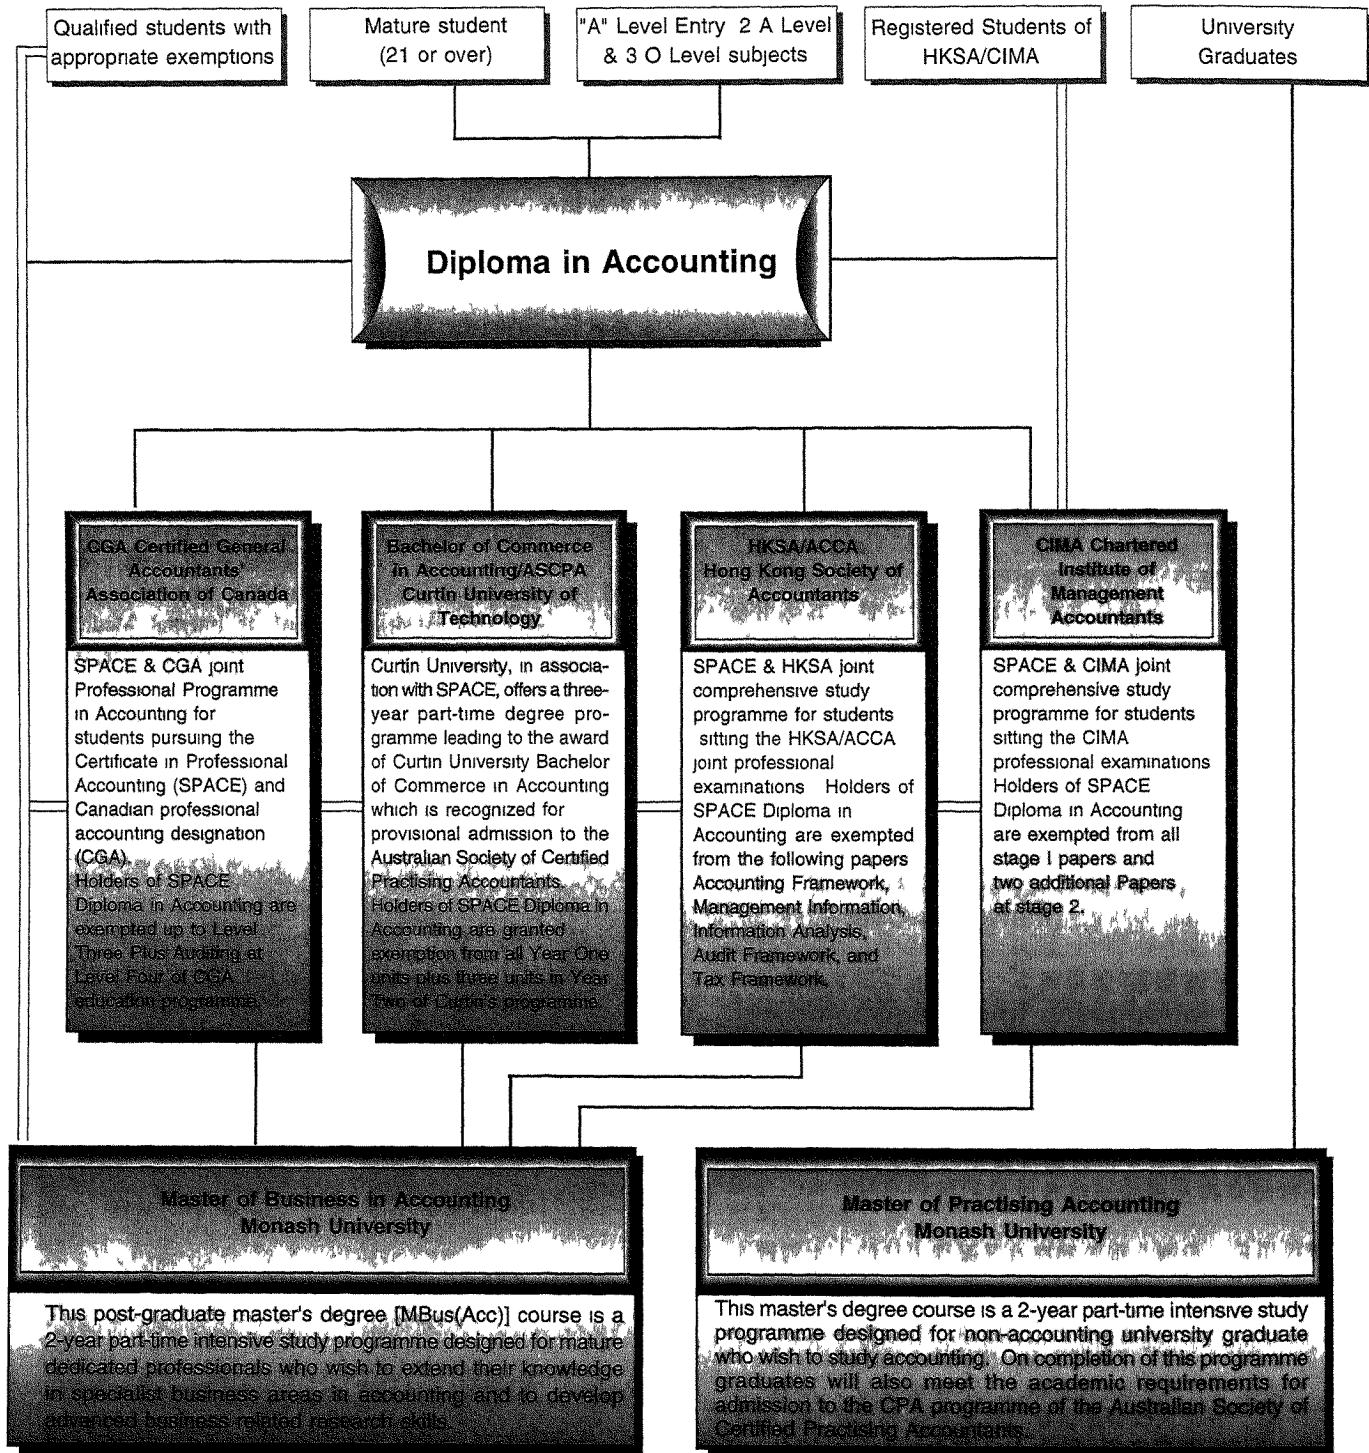 Qualified students with
appropriate exemptions
Mature student
(21 or over)
"A" Level Entry 2 A Level
& 3 O Level subjects
Registered Students of
HKSA/CIMA
University
Graduates
Diploma in Accounting
CGA Certified General
Accountants'
Association of Canada
SPACE & CGA joint
Professional Programme
in Accounting for
students pursuing the
Certificate in Professional
Accounting (SPACE) and
Canadian professional
accounting designation
(CGA).
Holders of SPACE
Diploma in Accounting are
exempted up to Level
Three Plus Auditing at
Level Four of CGA
education programme.
Bachelor of Commerce
in Accounting/ASCPA
Curtin University of
Technology
Curtin University, in associa-
tion with SPACE, offers a three-
year part-time degree pro-
gramme leading to the award
of Curtin University Bachelor
of Commerce in Accounting
which is recognized for
provisional admission to the
Australian Society of Certified
Practising Accountants.
Holders of SPACE Diploma in
Accounting are granted
exemption from all Year One
units plus three units in Year
Two of Curtin's programme.
HKSA/ACCA
Hong Kong Society of
Accountants
SPACE & HKSA joint
comprehensive study
programme for students
sitting the HKSA/ACCA
joint professional
examinations Holders of
SPACE Diploma in
Accounting are exempted
from the following papers
Accounting Framework,
Management Information,
Information Analysis,
Audit Framework, and
Tax Framework.
CIMA Chartered
Institute of
Management
Accountants
SPACE & CIMA joint
comprehensive study
programme for students
sitting the CIMA
professional examinations
Holders of SPACE
Diploma in Accounting
are exempted from all
stage I papers and
two additional Papers
at stage 2.
Master of Business in Accounting
Monash University
This post-graduate master's degree [MBus(Acc)] course is a
2-year part-time intensive study programme designed for mature
dedicated professionals who wish to extend their knowledge
in specialist business areas in accounting and to develop
advanced business related research skills.
Master of Practising Accounting
Monash University
This master's degree course is a 2-year part-time intensive study
programme designed for non-accounting university graduate
who wish to study accounting. On completion of this programme
graduates will also meet the academic requirements for
admission to the CPA programme of the Australian Society of
Certified Practising Accountants.